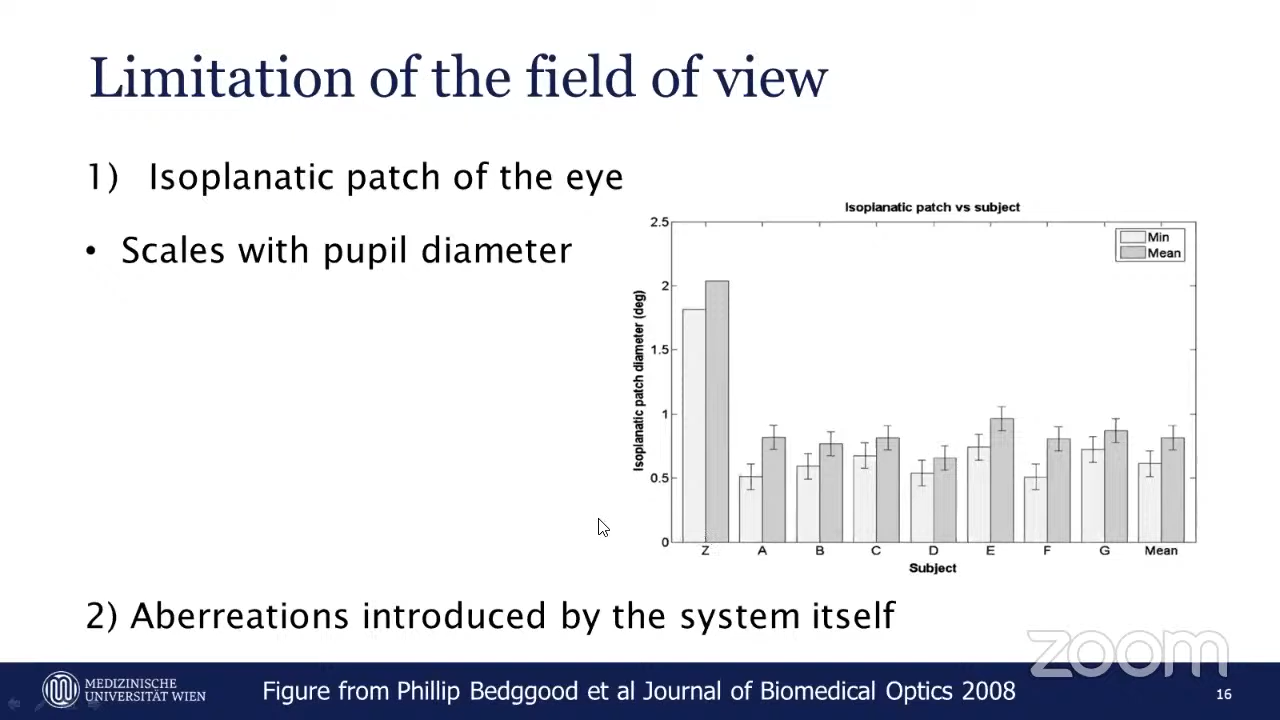 Limitation of the field of view
1) Isoplanatic patch of the eye
• Scales with pupil diameter
Isoplanatic patch vs subject
Min
Mean
Isoplanatic patch diameter (deg)
2.5
2
1.5
1
0.5
0
Z A B C D E F G Mean
Subject
2) Aberreations introduced by the system itself
zoom
MEDIZINISCHE
UNIVERSITÄT WIEN
Figure from Phillip Bedggood et al Journal of Biomedical Optics 2008
16